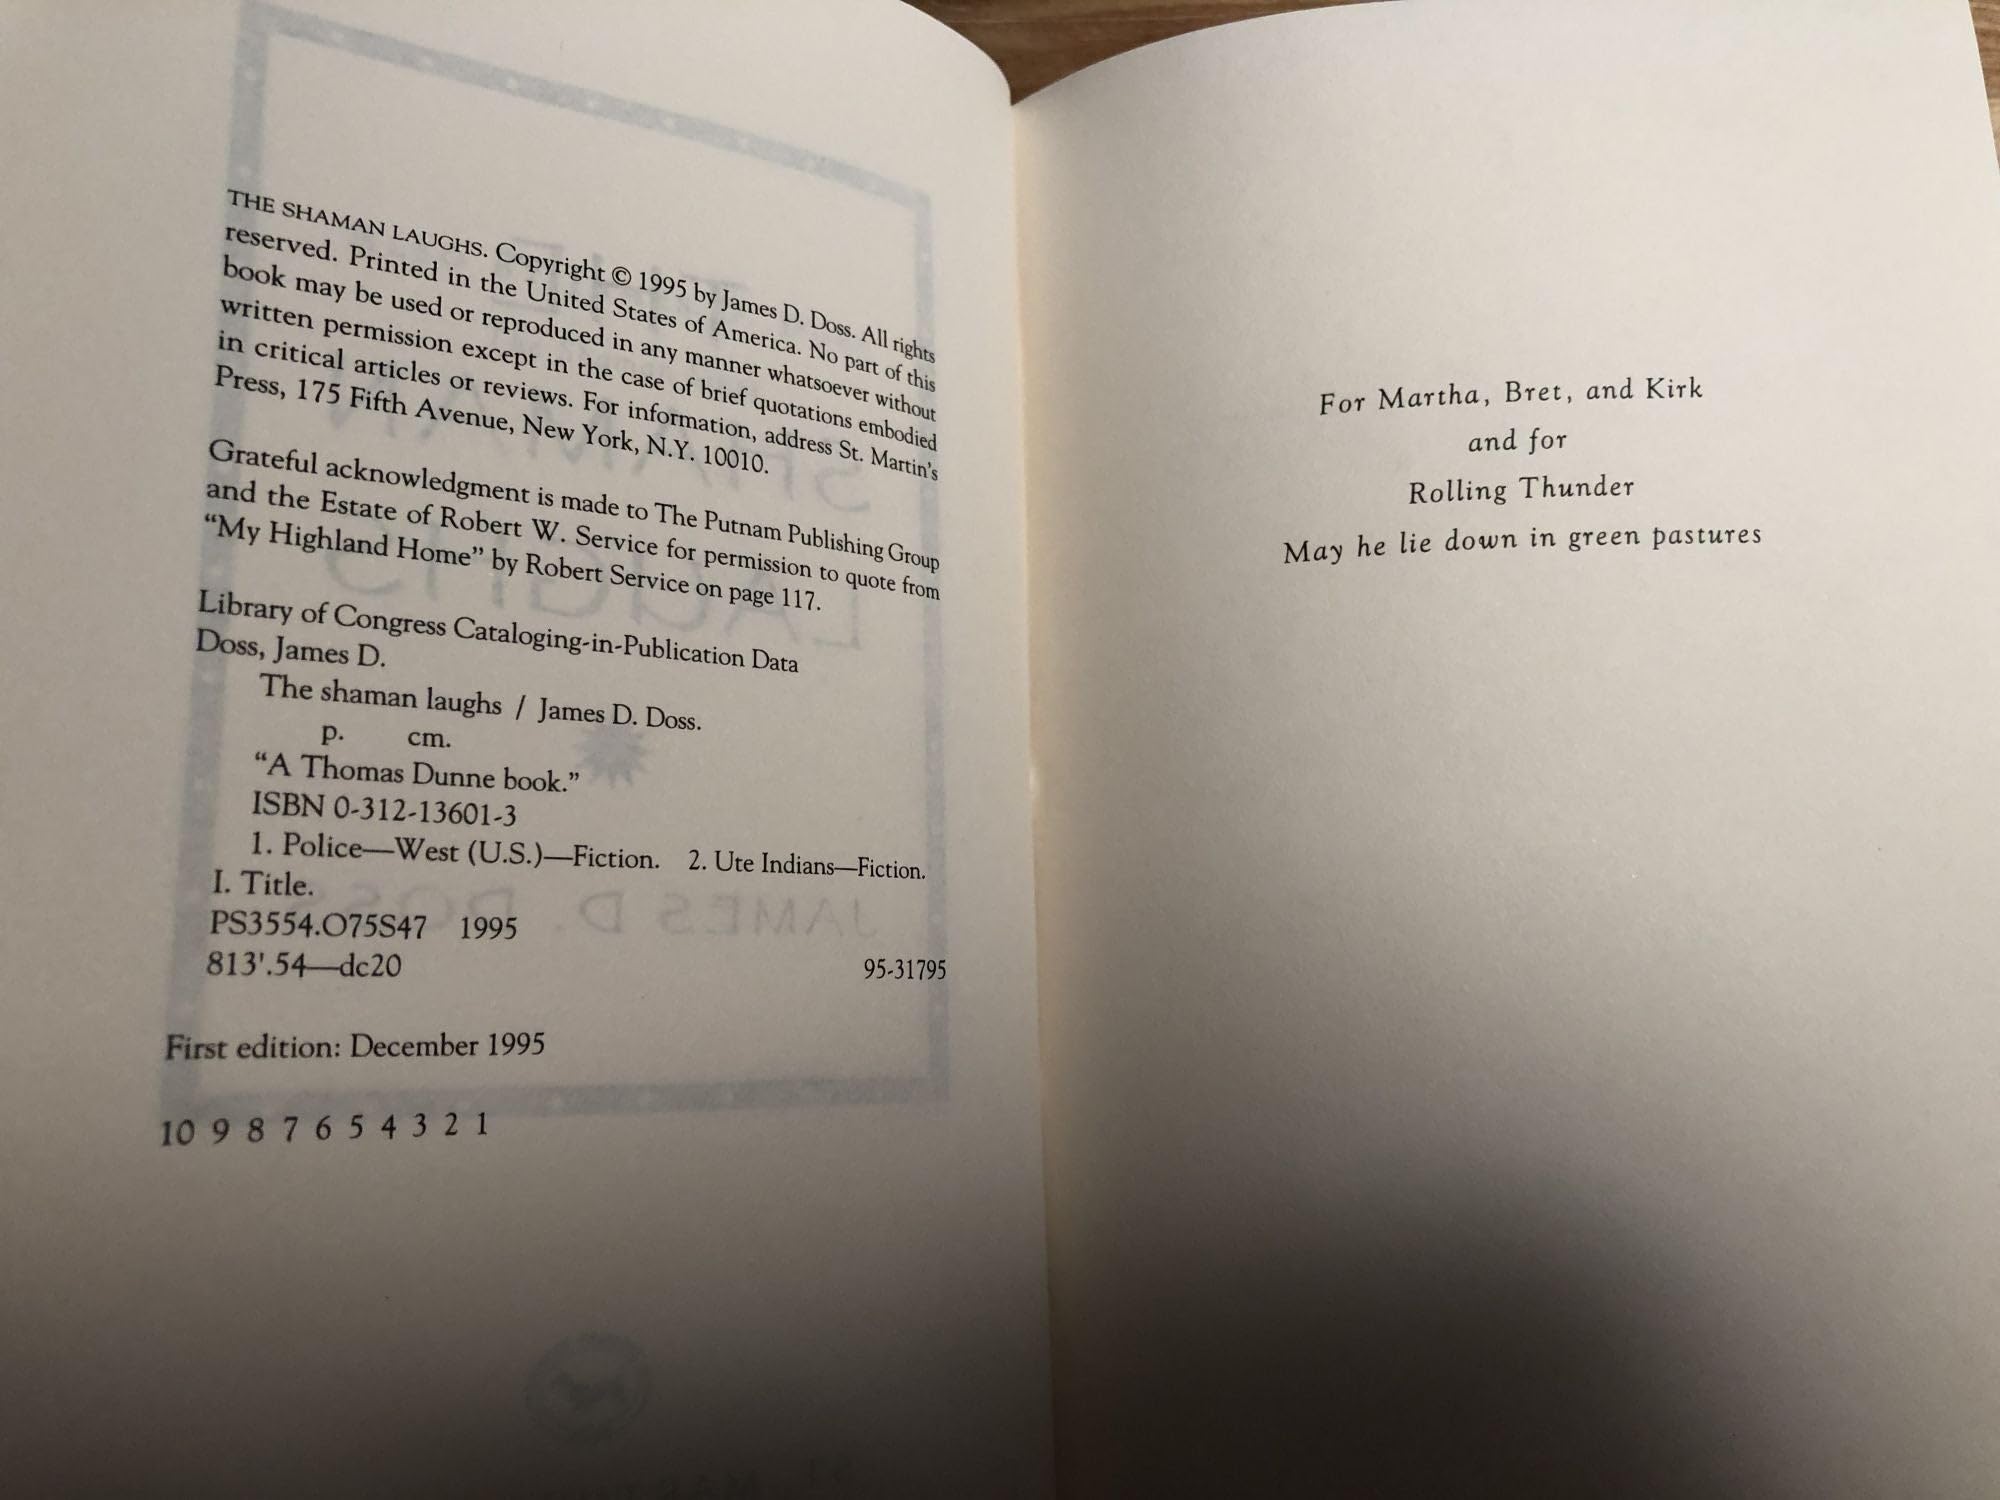 THE SHAMAN LAUGHS. Copyright © 1995 by James D. Doss. All rights
reserved. Printed in the United States of America. No part of this
book may be used or reproduced in any manner whatsoever without
written permission except in the case of brief quotations embodied
in critical articles or reviews. For information, address St. Martin's
Press, 175 Fifth Avenue, New York, N.Y. 10010.
Grateful acknowledgment is made to The Putnam Publishing Group
and the Estate of Robert W. Service for permission to quote from
“My Highland Home” by Robert Service on page 117.
Library of Congress Cataloging-in-Publication Data
Doss, James D.
The shaman laughs / James D. Doss.
p. cm.
“A Thomas Dunne book.”
ISBN 0-312-13601-3
1. Police—West (U.S.)—Fiction. 2. Ute Indians—Fiction.
I. Title.
PS3554.O75S47 1995
813'.54—dc20 95-31795
First edition: December 1995
10 9 8 7 6 5 4 3 2 1
For Martha, Bret, and Kirk
and for
Rolling Thunder
May he lie down in green pastures